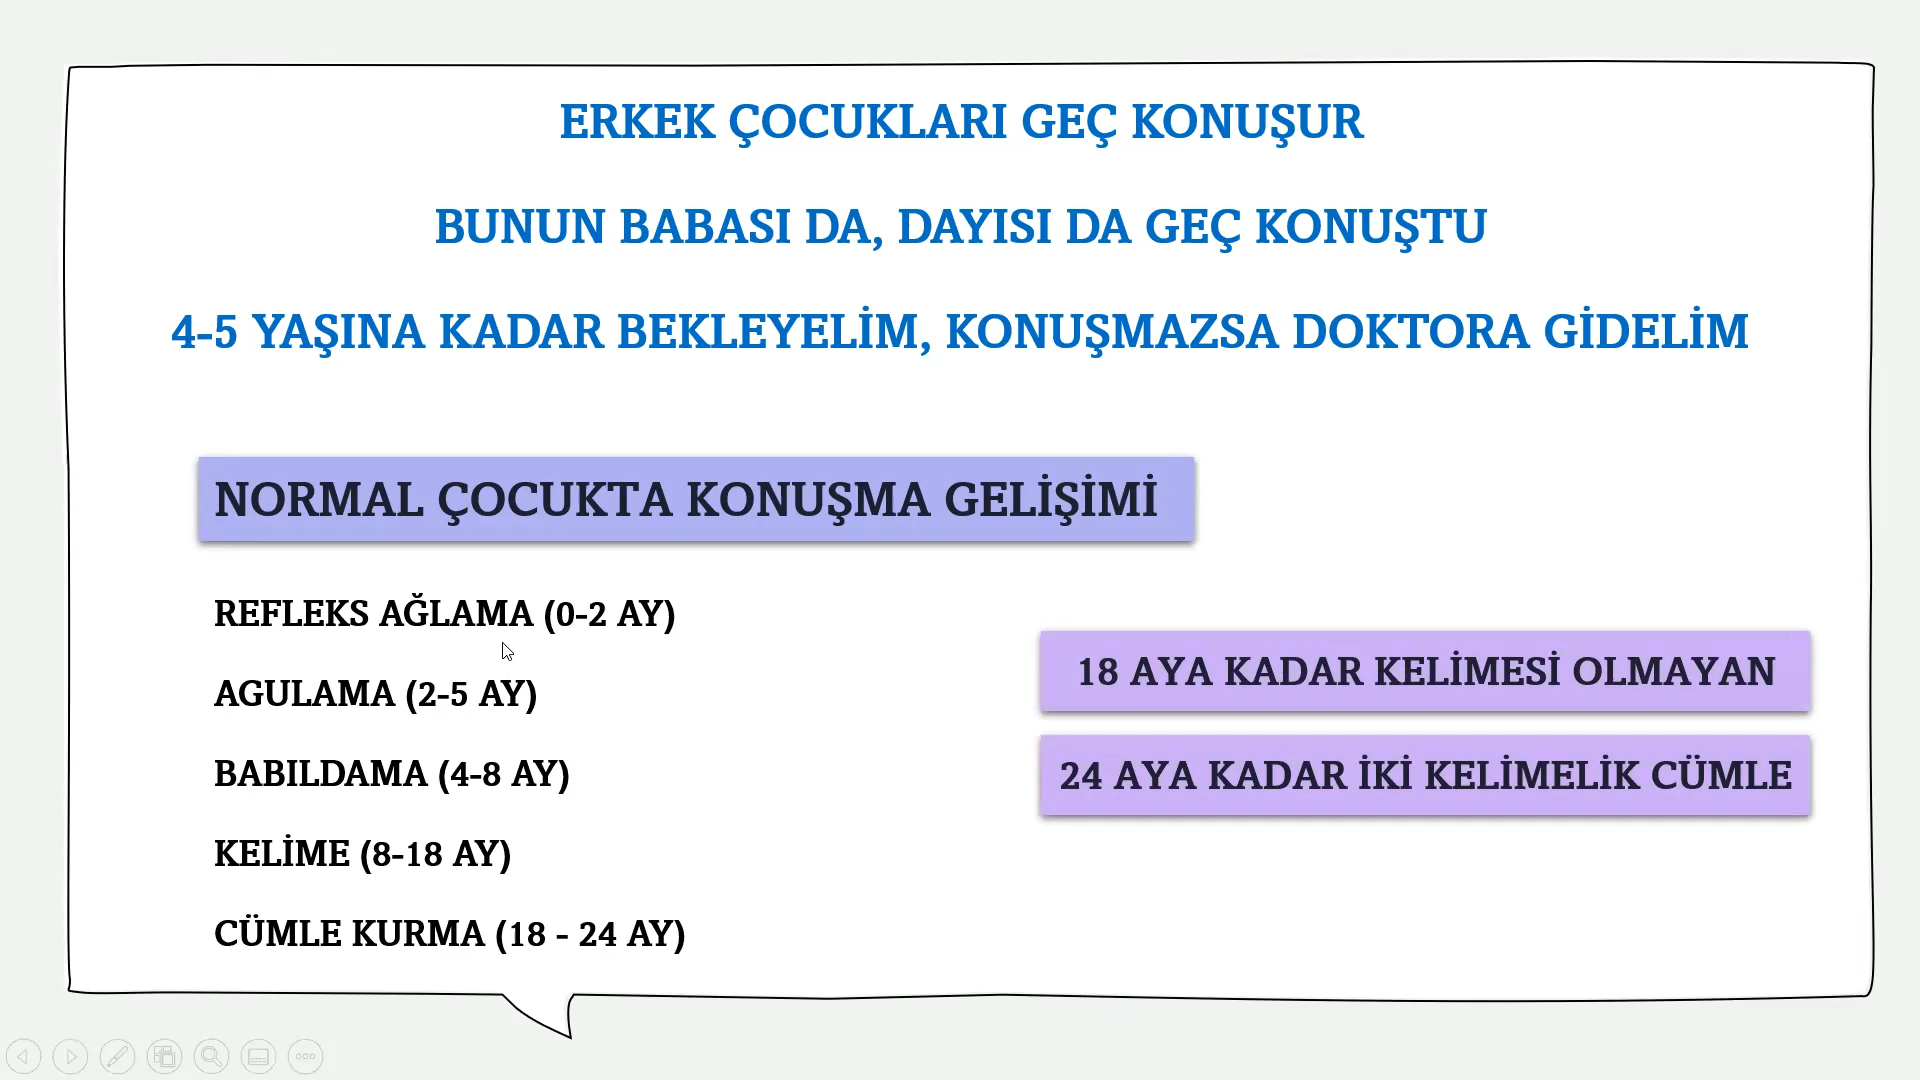 ERKEK ÇOCUKLARI GEÇ KONUŞUR
BUNUN BABASI DA, DAYISI DA GEÇ KONUŞTU
4-5 YAŞINA KADAR BEKLEYELİM, KONUŞMAZSA DOKTORA GİDELİM
NORMAL ÇOCUKTA KONUŞMA GELİŞİMİ
REFLEKS AĞLAMA (0-2 AY)
AGULAMA (2-5 AY)
BABILDAMA (4-8 AY)
KELİME (8-18 AY)
CÜMLE KURMA (18 - 24 AY)
18 AYA KADAR KELİMESİ OLMAYAN
24 AYA KADAR İKİ KELİMELİK CÜMLE